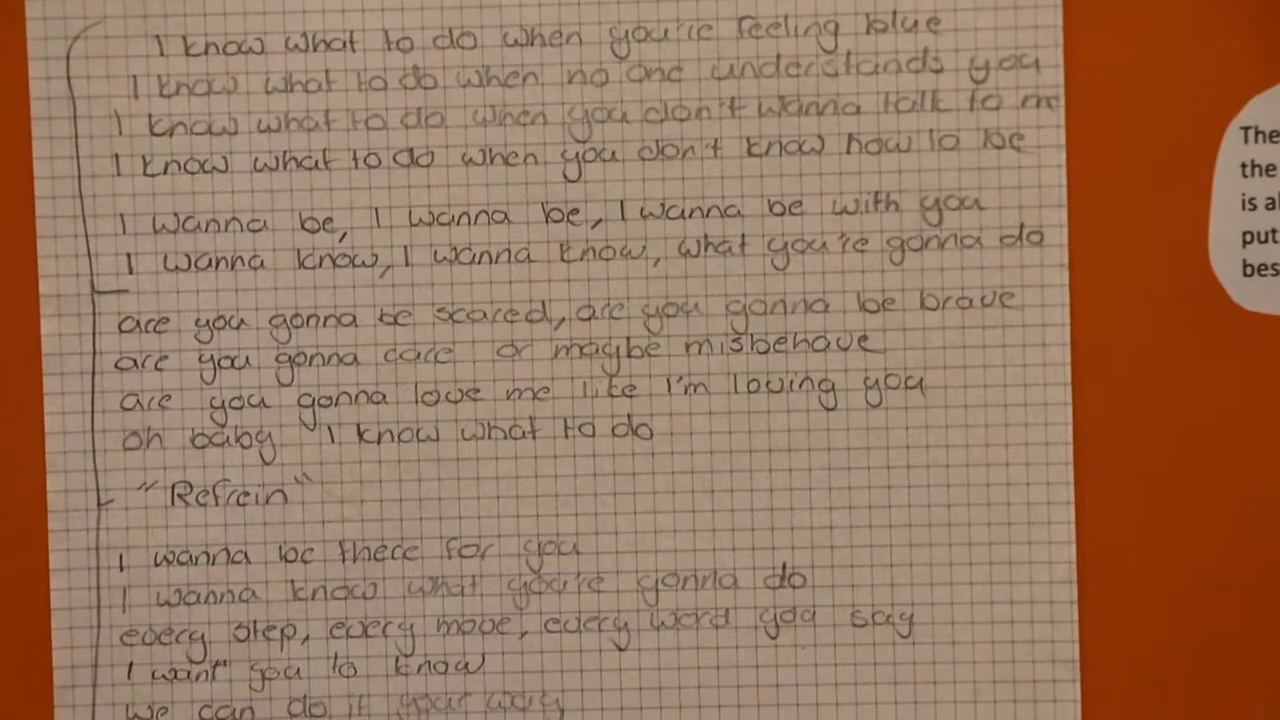 I know what to do when you're feeling blue
I know what to do when no one understands you
I know what to do when you don't wanna talk to me
I know what to do when you don't know how to be
I wanna be, I wanna be, I wanna be with you
I wanna know, I wanna know, what you're gonna do
are you gonna be scared, are you gonna be brave
are you gonna care or maybe misbehave
are you gonna love me like I'm loving you
oh baby I know what to do
"Refrein"
I wanna be there for you
I wanna know what you're gonna do
every step, every move, every word you say
I want you to know
We can do it your way
The
the
is al
put
bes